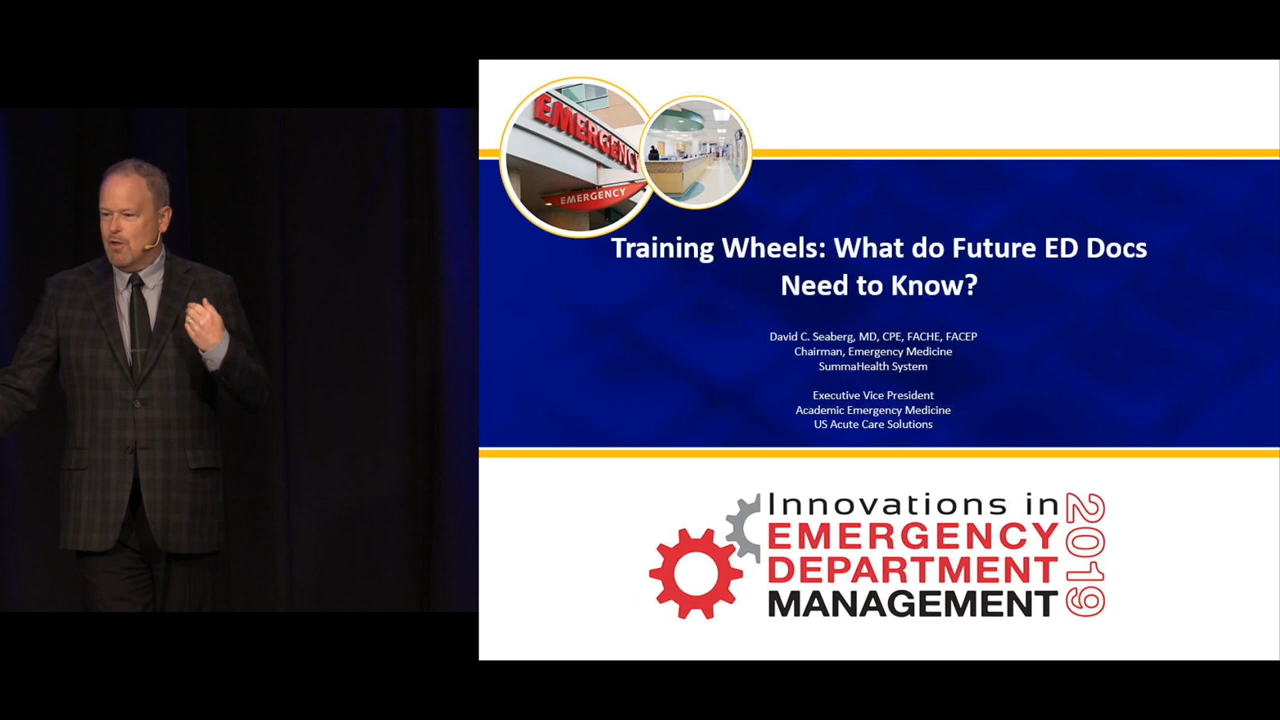 EMERGENCY
EMERGENCY
Training Wheels: What do Future ED Docs
Need to Know?
David C. Seaberg, MD, CPE, FACHE, FACEP
Chairman, Emergency Medicine
SummaHealth System
Executive Vice President
Academic Emergency Medicine
US Acute Care Solutions
Innovations in
EMERGENCY
DEPARTMENT
MANAGEMENT
2019